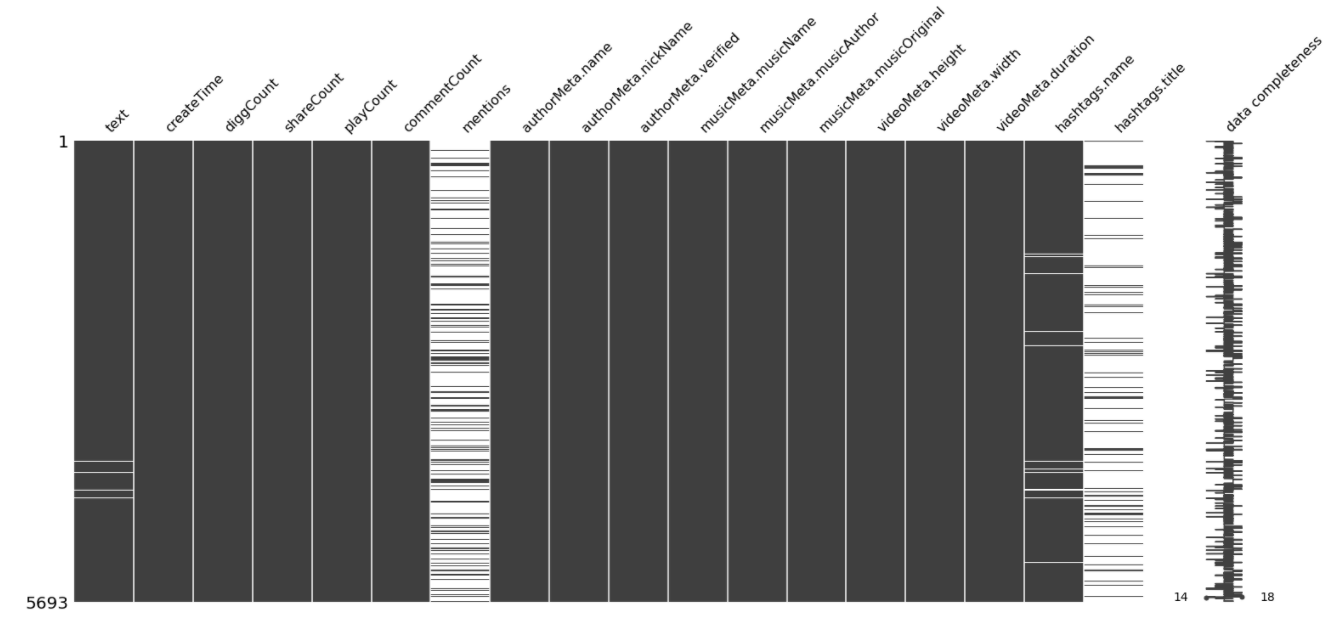 text
createTime
diggCount
shareCount
playCount
commentCount
mentions
authorMeta.name
authorMeta.nickName
authorMeta.verified
musicMeta.musicName
musicMeta.musicAuthor
musicMeta.musicOriginal
videoMeta.height
videoMeta.width
videoMeta.duration
hashtags.name
hashtags.title
data completeness
1
5693
14
18